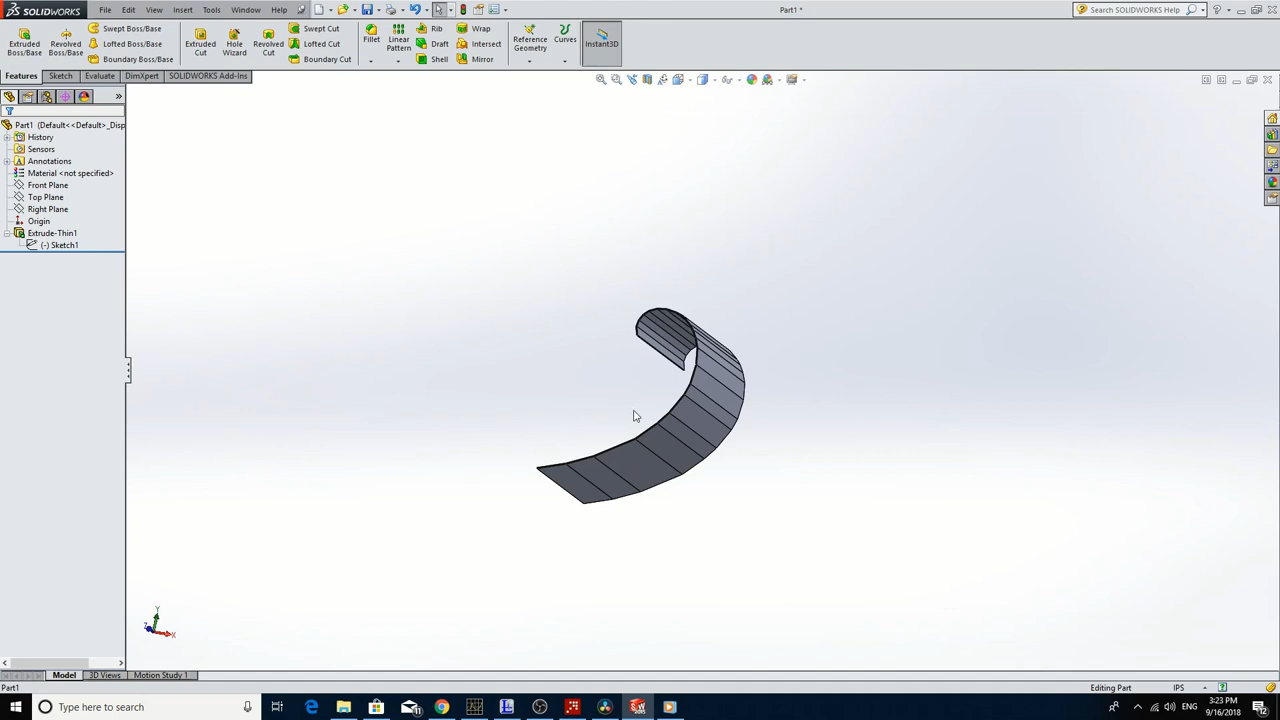 SOLIDWORKS File Edit View Insert Tools Window Help Part1 * Search SOLIDWORKS Help
Extruded Boss/Base
Revolved Boss/Base
Swept Boss/Base
Lofted Boss/Base
Boundary Boss/Base
Extruded Cut
Hole Wizard
Revolved Cut
Swept Cut
Lofted Cut
Boundary Cut
Fillet
Linear Pattern
Rib
Draft
Shell
Wrap
Intersect
Mirror
Reference Geometry
Curves
Instant3D
Features Sketch Evaluate DimXpert SOLIDWORKS Add-Ins
Part1 (Default<<Default>_Disp
History
Sensors
Annotations
Material <not specified>
Front Plane
Top Plane
Right Plane
Origin
Extrude-Thin1
(-) Sketch1
Y
Z
X
Model 3D Views Motion Study 1
Part1 Editing Part IPS
Type here to search ENG 3:23 PM
9/16/2018